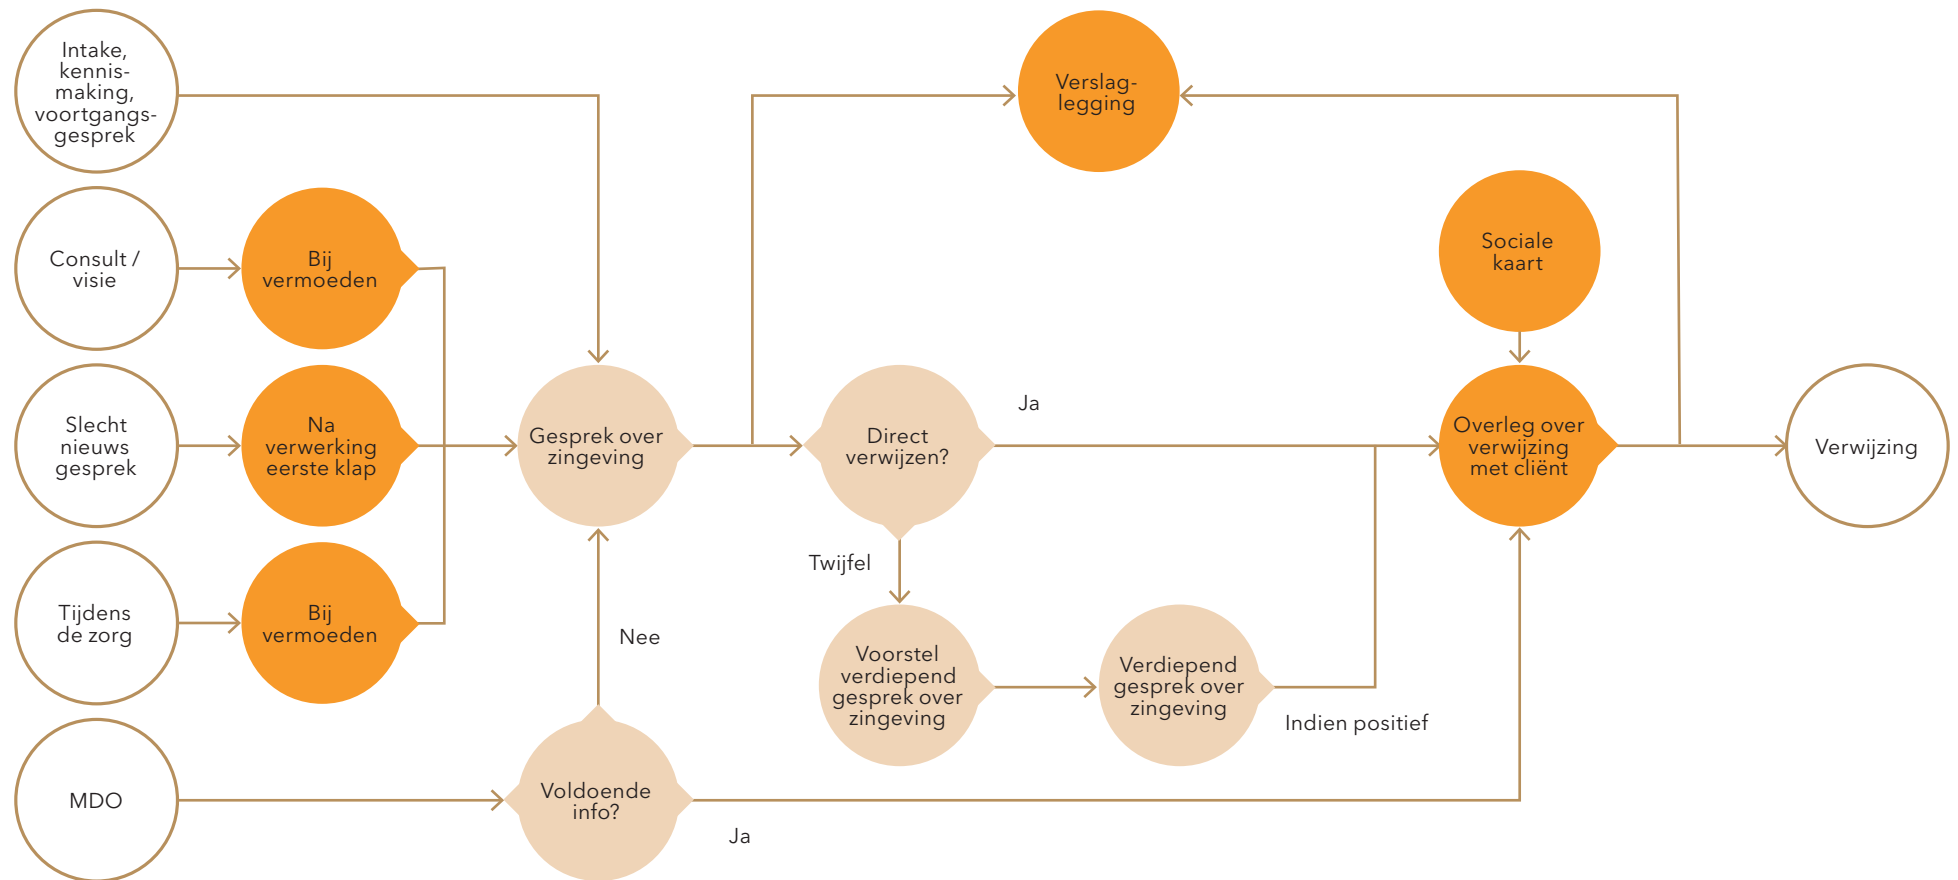 Intake,
kennis-
making,
voortgangs-
gesprek
Verslag-
legging
Consult /
visie
Bij
vermoeden
Sociale
kaart
Slecht
nieuws
gesprek
Na
verwerking
eerste klap
Gesprek over
zingeving
Direct
verwijzen?
Ja
Overleg over
verwijzing
met cliënt
Verwijzing
Twijfel
Tijdens
de zorg
Bij
vermoeden
Nee
Voorstel
verdiepend
gesprek over
zingeving
Verdiepend
gesprek over
zingeving
Indien positief
MDO
Voldoende
info?
Ja